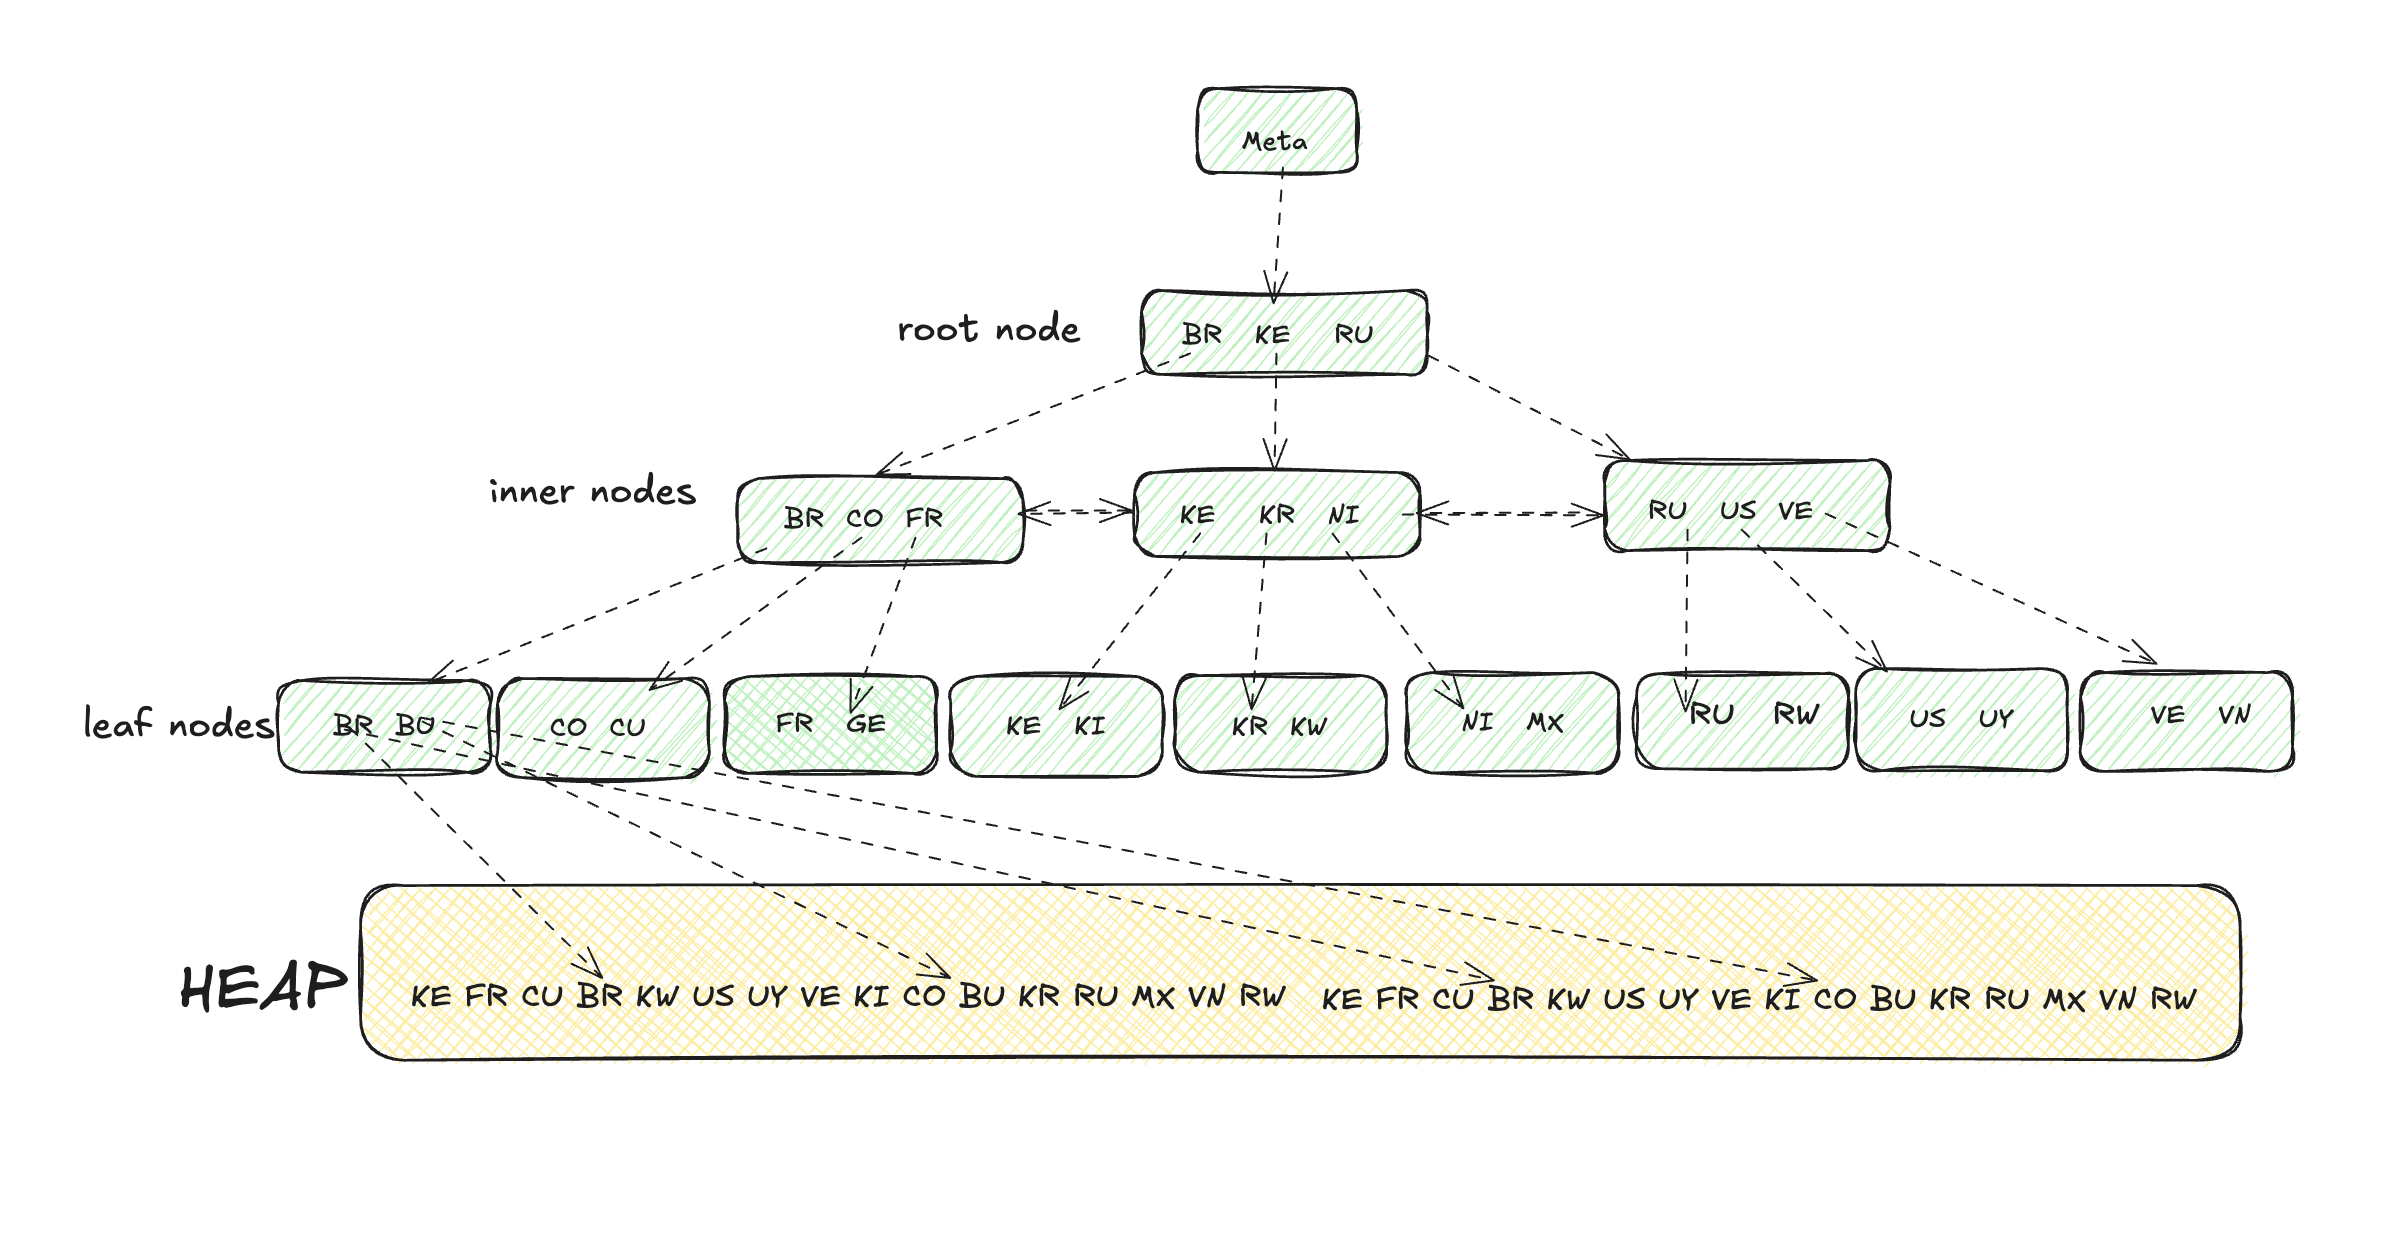 Meta
root node
BR KE RU
inner nodes
BR CO FR
KE KR NI
RU US VE
leaf nodes
BR BU
CO CU
FR GE
KE KI
KR KW
NI MX
RU RW
US UY
VE VN
HEAP
KE FR CU BR KW US UY VE KI CO BU KR RU MX VN RW
KE FR CU BR KW US UY VE KI CO BU KR RU MX VN RW